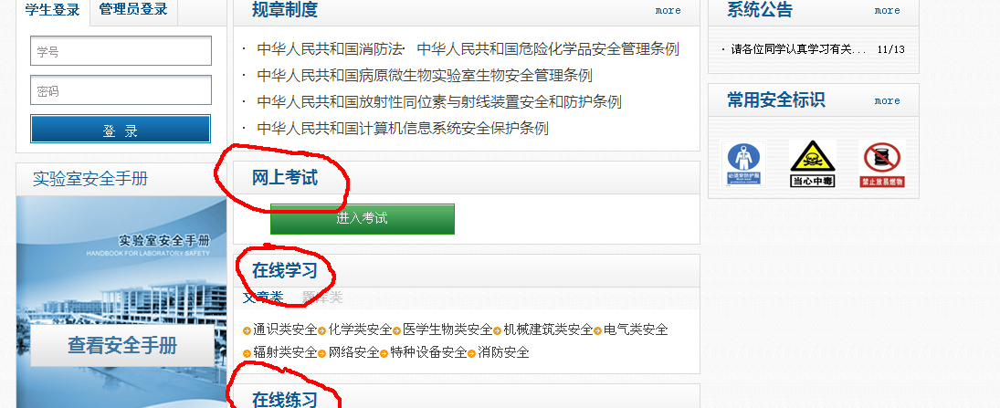 学生登录 管理员登录
学号
密码
登 录
实验室安全手册
实验室安全手册
HANDBOOK FOR LABORATORY SAFETY
查看安全手册
规章制度 more
· 中华人民共和国消防法· 中华人民共和国危险化学品安全管理条例
· 中华人民共和国病原微生物实验室生物安全管理条例
· 中华人民共和国放射性同位素与射线装置安全和防护条例
· 中华人民共和国计算机信息系统安全保护条例
网上考试
进入考试
在线学习
文章类 题库类
通识类安全 化学类安全 医学生物类安全 机械建筑类安全 电气类安全
辐射类安全 网络安全 特种设备安全 消防安全
在线练习
系统公告 more
· 请各位同学认真学习有关... 11/13
常用安全标识 more
必须穿防护服
当心中毒
禁止放易燃物